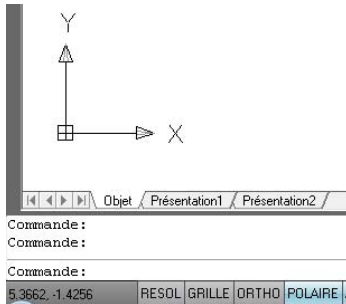 Y
X
Objet Présentation1 Présentation2
Commande:
Commande:
Commande:
5.3662, -1.4256 RESOL GRILLE ORTHO POLAIRE